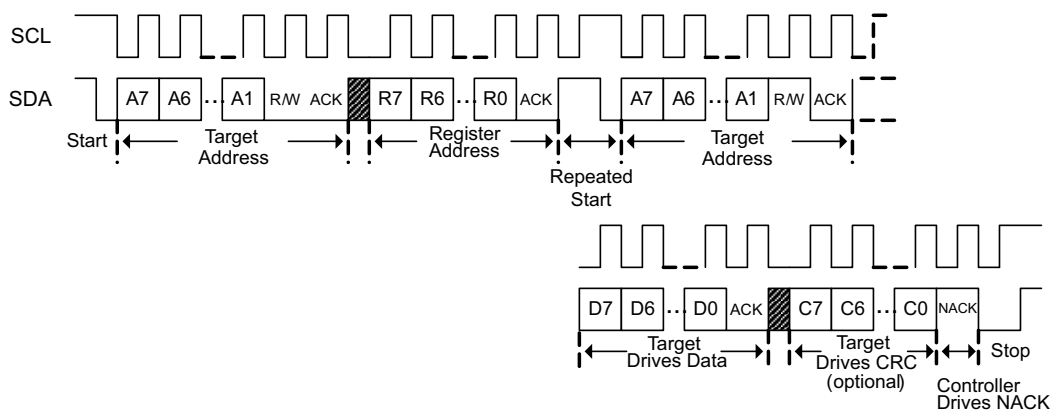 SCL
SDA
A7 A6 ... A1 R/W ACK R7 R6 ... R0 ACK A7 A6 ... A1 R/W ACK
Start
Target
Address
Register
Address
Repeated
Start
Target
Address
D7 D6 ... D0 ACK C7 C6 ... C0 NACK
Target
Drives Data
Target
Drives CRC
(optional)
Stop
Controller
Drives NACK